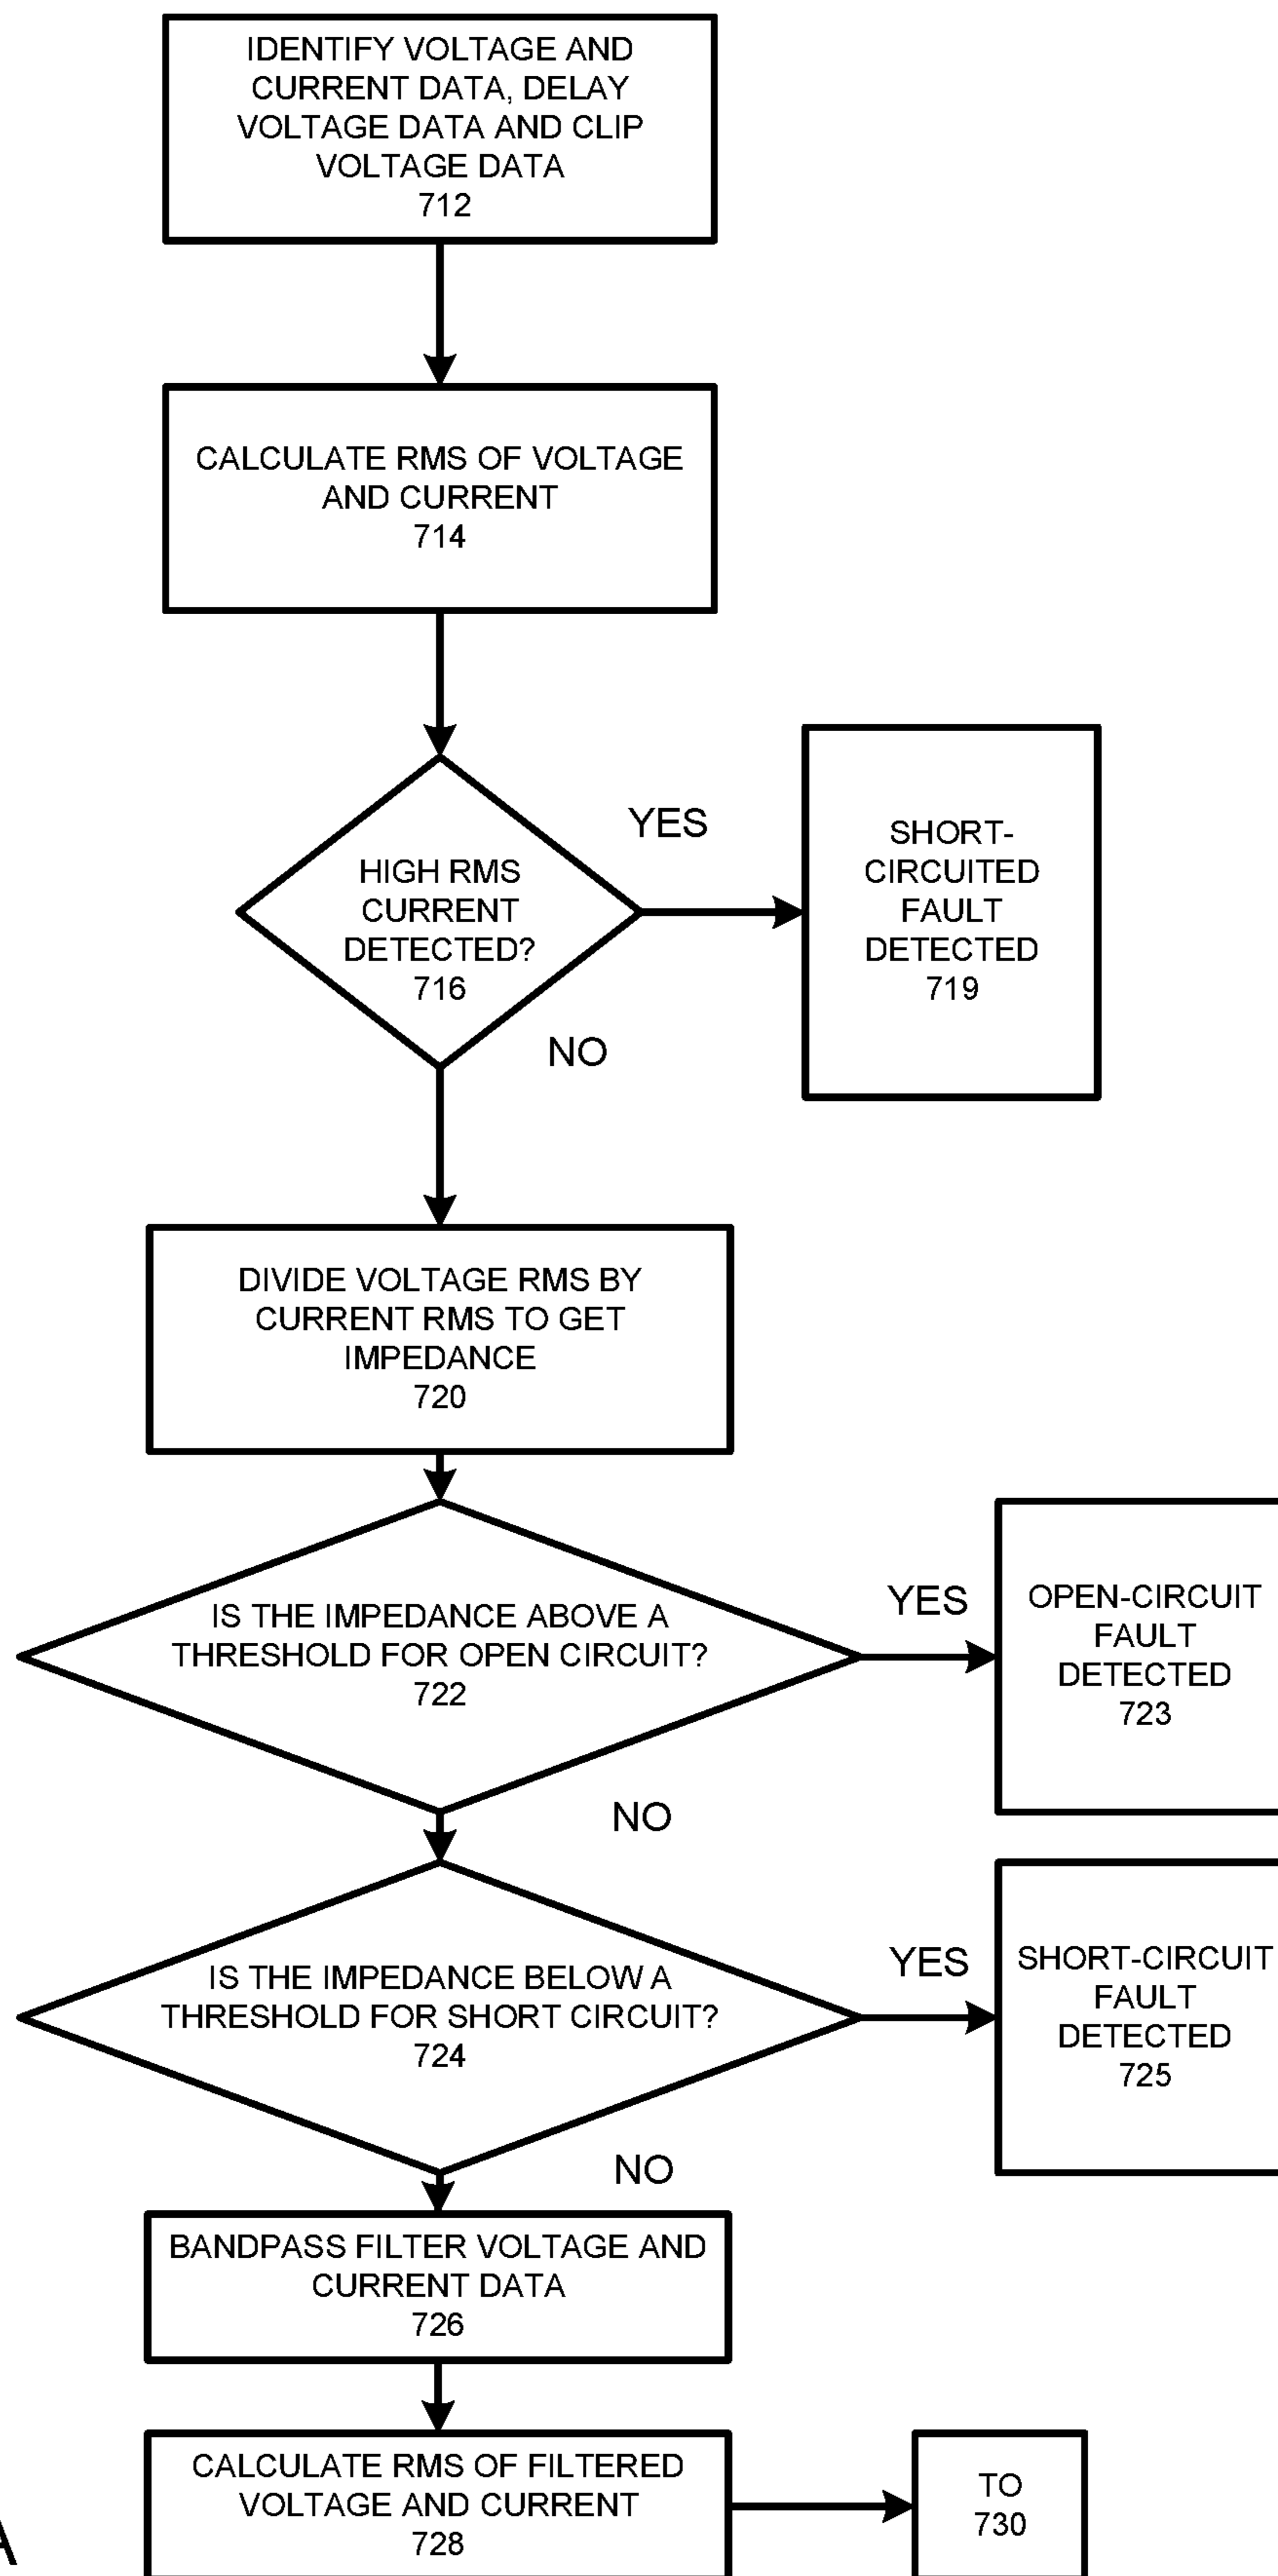 IDENTIFY VOLTAGE AND
CURRENT DATA, DELAY
VOLTAGE DATA AND CLIP
VOLTAGE DATA
712
CALCULATE RMS OF VOLTAGE
AND CURRENT
714
HIGH RMS
CURRENT
DETECTED?
716
YES
SHORT-
CIRCUITED
FAULT
DETECTED
719
NO
DIVIDE VOLTAGE RMS BY
CURRENT RMS TO GET
IMPEDANCE
720
IS THE IMPEDANCE ABOVE A
THRESHOLD FOR OPEN CIRCUIT?
722
YES
OPEN-CIRCUIT
FAULT
DETECTED
723
NO
IS THE IMPEDANCE BELOW A
THRESHOLD FOR SHORT CIRCUIT?
724
YES
SHORT-CIRCUIT
FAULT
DETECTED
725
NO
BANDPASS FILTER VOLTAGE AND
CURRENT DATA
726
CALCULATE RMS OF FILTERED
VOLTAGE AND CURRENT
728
TO
730